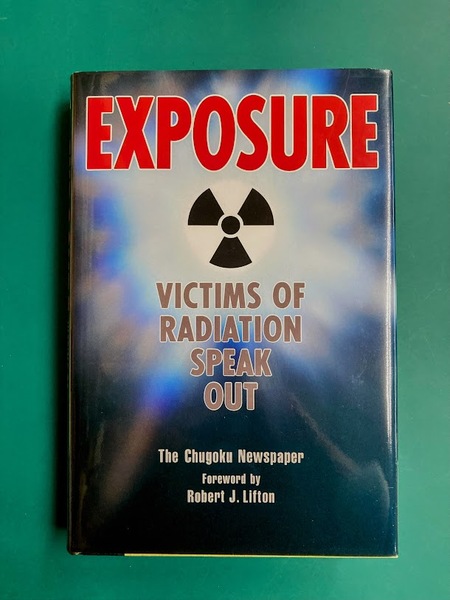 EXPOSURE
VICTIMS OF
RADIATION
SPEAK
OUT
The Chugoku Newspaper
Foreword by
Robert J. Lifton